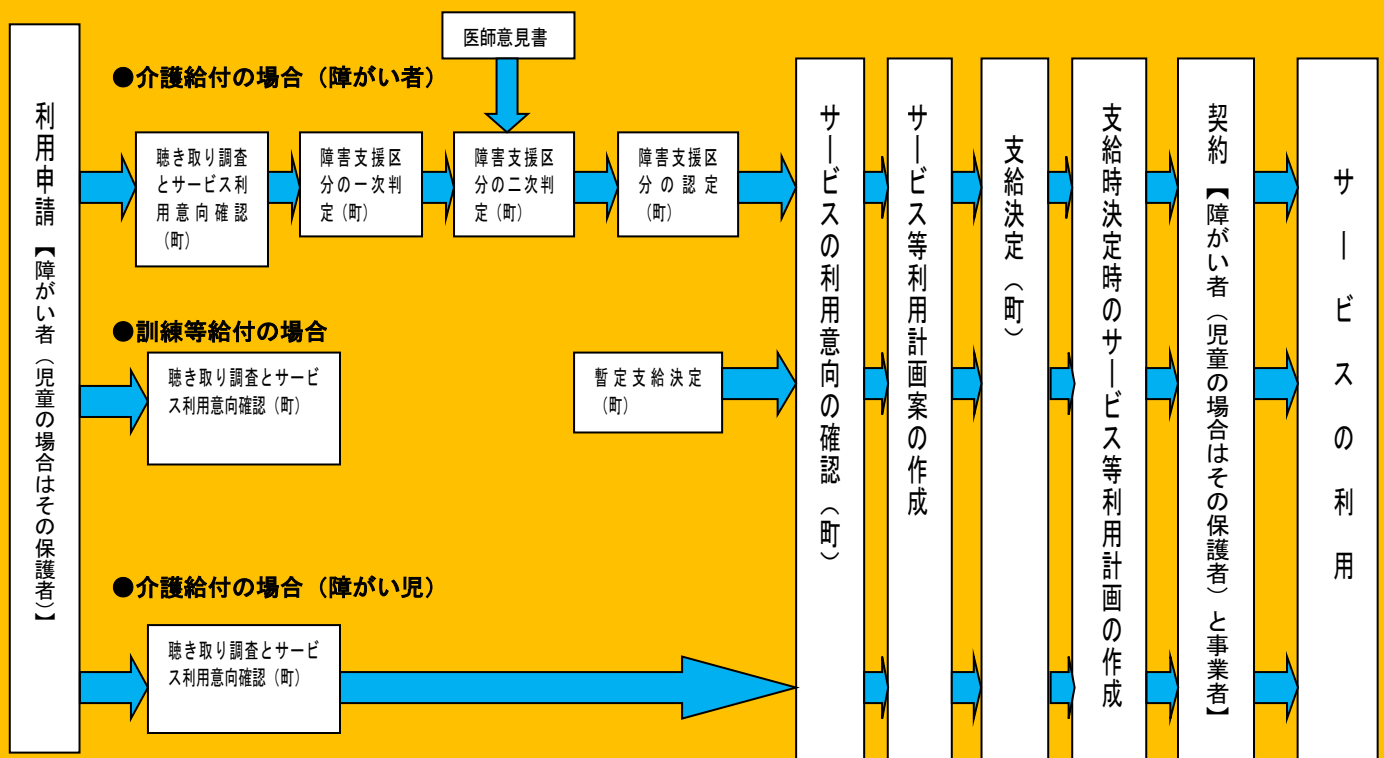 利用申請【障がい者（児童の場合はその保護者）】
医師意見書
●介護給付の場合（障がい者）
聴き取り調査
とサービス利
用意向確認
（町）
障害支援区
分の一次判
定（町）
障害支援区
分の二次判
定（町）
障害支援区
分の認定
（町）
●訓練等給付の場合
聴き取り調査とサービ
ス利用意向確認（町）
暫定支給決定
（町）
●介護給付の場合（障がい児）
聴き取り調査とサービ
ス利用意向確認（町）
サービスの利用意向の確認（町）
サービス等利用計画案の作成
支給決定（町）
支給時決定時のサービス等利用計画の作成
契約【障がい者（児童の場合はその保護者）と事業者】
サービスの利用